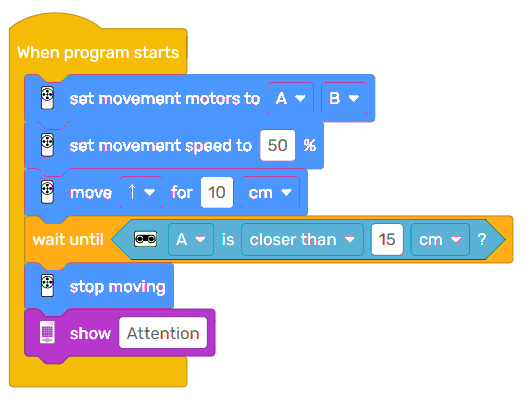 When program starts
set movement motors to A B
set movement speed to 50 %
move ↑ for 10 cm
wait until A is closer than 15 cm ?
stop moving
show Attention